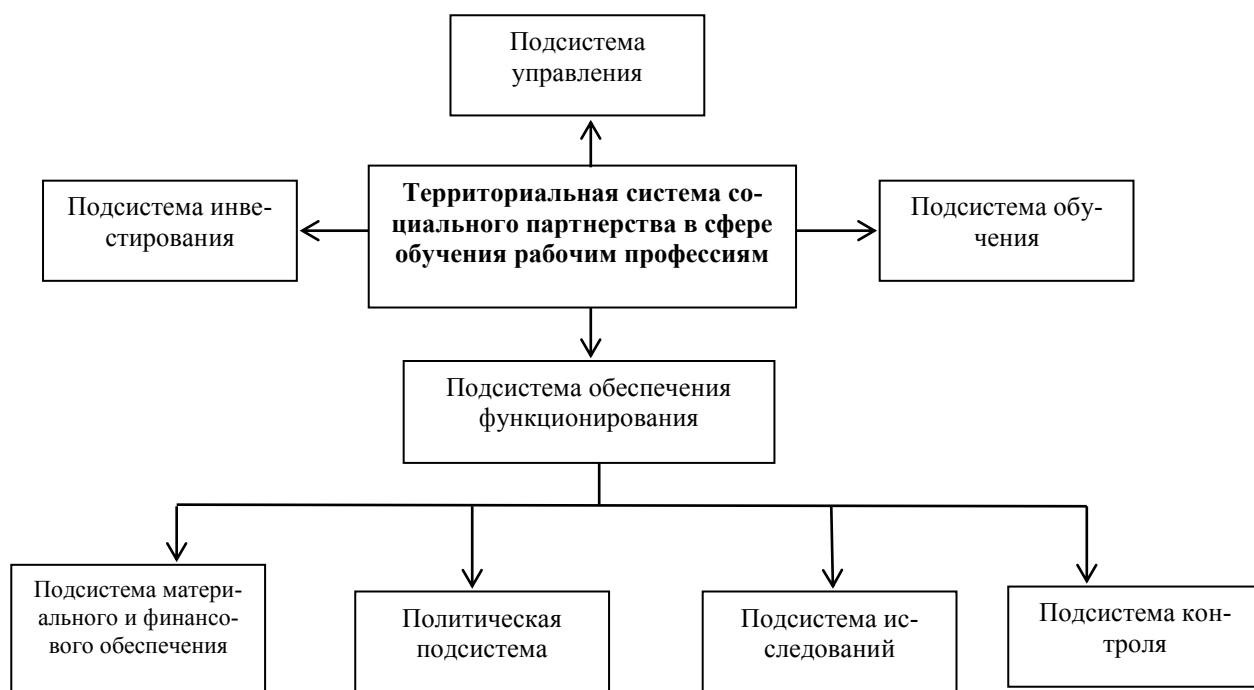 Подсистема
управления
Подсистема инве-
стирования
Территориальная система со-
циального партнерства в сфере
обучения рабочим профессиям
Подсистема обу-
чения
Подсистема обеспечения
функционирования
Подсистема матери-
ального и финансо-
вого обеспечения
Политическая
подсистема
Подсистема ис-
следований
Подсистема кон-
троля